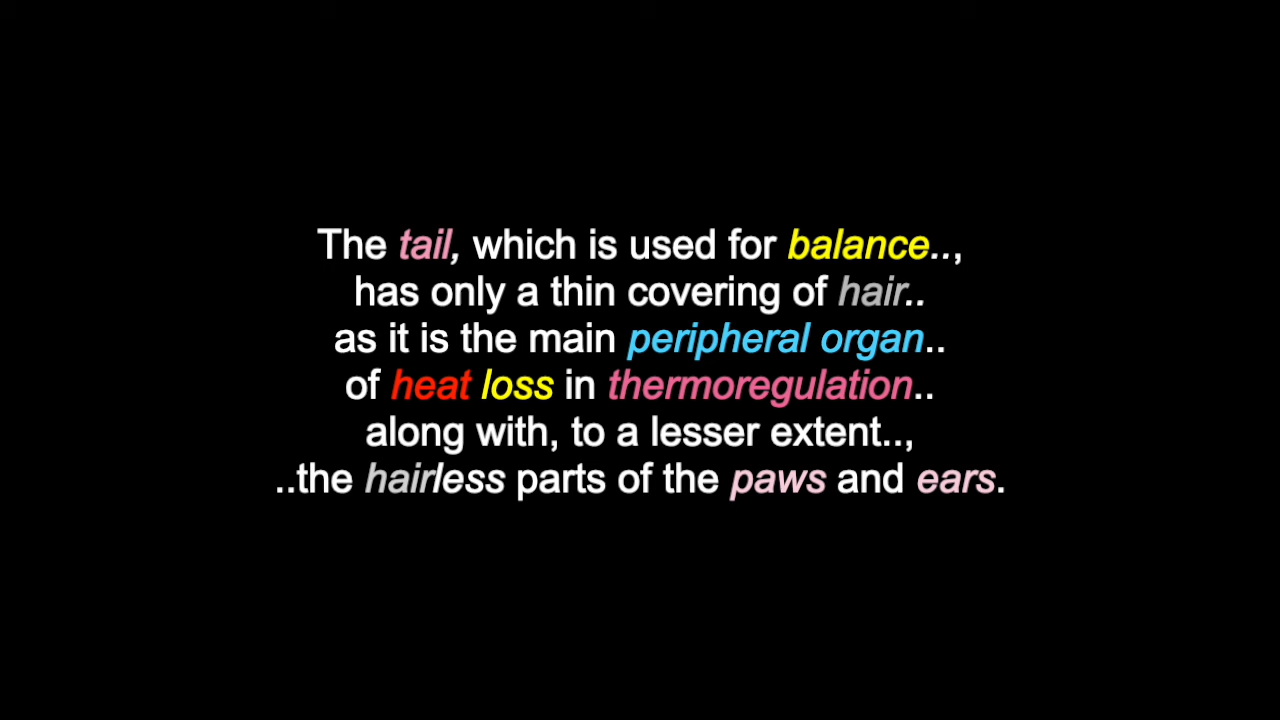 The tail, which is used for balance..,
has only a thin covering of hair..
as it is the main peripheral organ..
of heat loss in thermoregulation..
along with, to a lesser extent..,
..the hairless parts of the paws and ears.